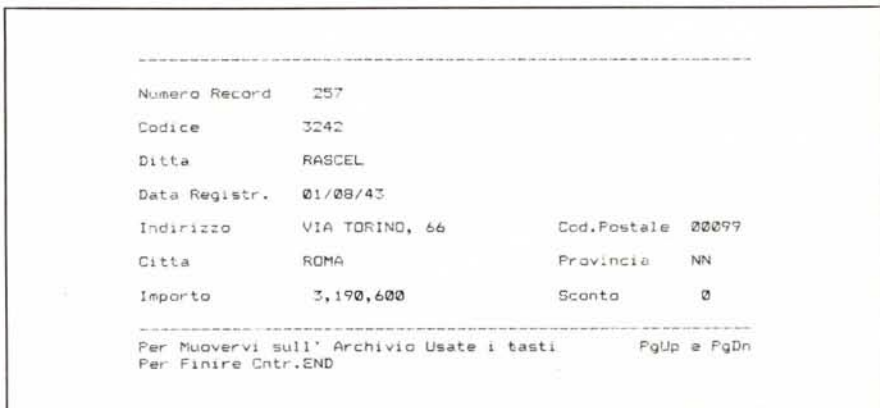 Numero Record 257
Codice 3242
Ditta RASCEL
Data Registr. 01/08/43
Indirizzo VIA TORINO, 66 Cod.Postale 00099
Citta ROMA Provincia NN
Importo 3,190,600 Sconto 0
Per Muovervi sull' Archivio Usate i tasti PgUp e PgDn
Per Finire Cntr.END